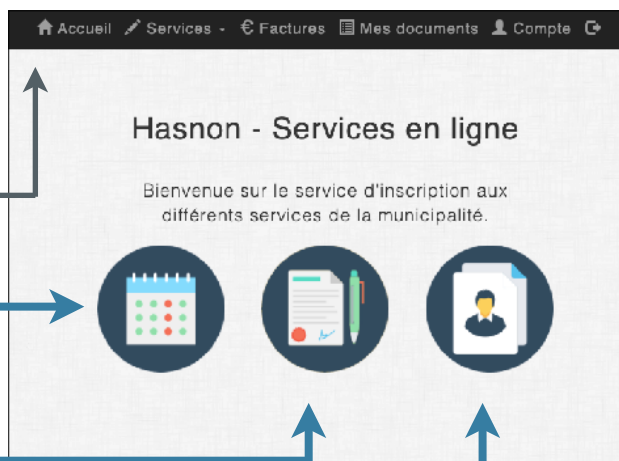 Accueil Services € Factures Mes documents Compte
Hasnon - Services en ligne
Bienvenue sur le service d'inscription aux
différents services de la municipalité.